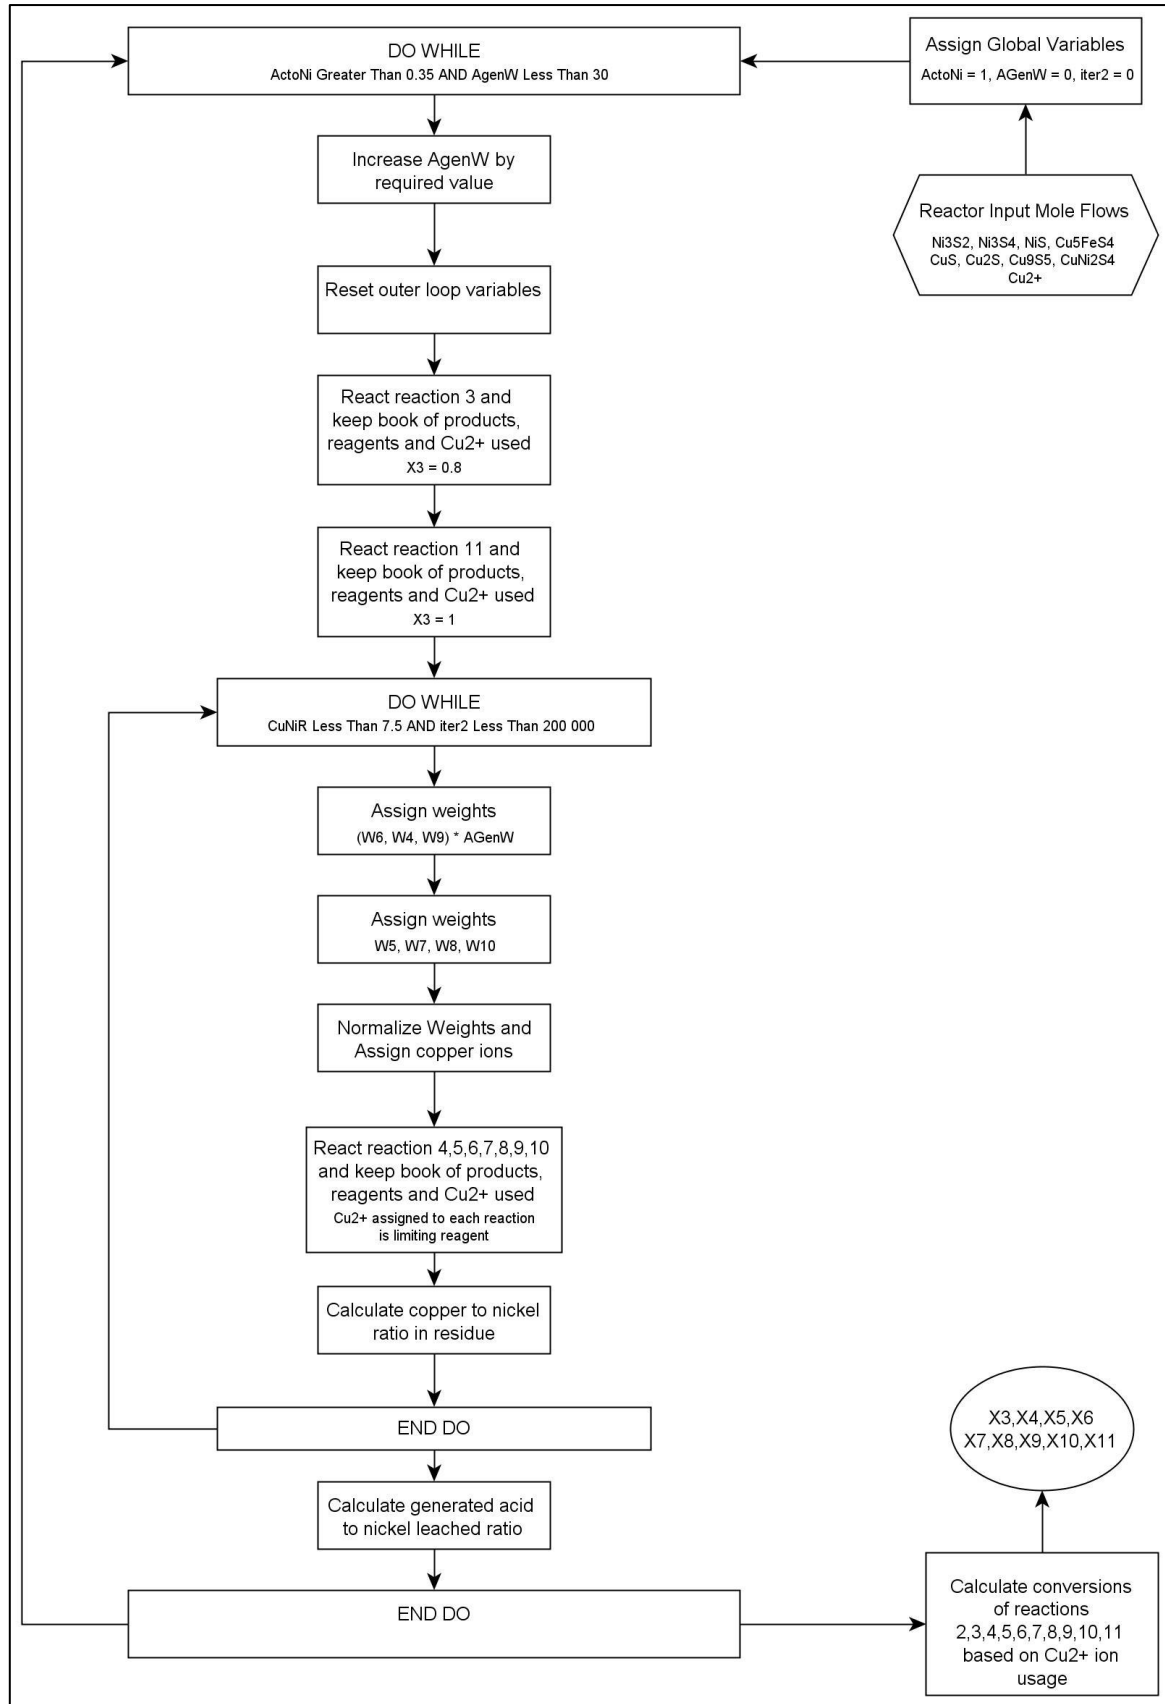 DO WHILE
ActoNi Greater Than 0.35 AND AgenW Less Than 30
Assign Global Variables
ActoNi = 1, AGenW = 0, iter2 = 0
Reactor Input Mole Flows
Ni3S2, Ni3S4, NiS, Cu5FeS4
CuS, Cu2S, Cu9S5, CuNi2S4
Cu2+
Increase AgenW by
required value
Reset outer loop variables
React reaction 3 and
keep book of products,
reagents and Cu2+ used
X3 = 0.8
React reaction 11 and
keep book of products,
reagents and Cu2+ used
X3 = 1
DO WHILE
CuNiR Less Than 7.5 AND iter2 Less Than 200 000
Assign weights
(W6, W4, W9) * AGenW
Assign weights
W5, W7, W8, W10
Normalize Weights and
Assign copper ions
React reaction 4,5,6,7,8,9,10
and keep book of products,
reagents and Cu2+ used
Cu2+ assigned to each reaction
is limiting reagent
Calculate copper to nickel
ratio in residue
END DO
Calculate generated acid
to nickel leached ratio
END DO
Calculate conversions
of reactions
2,3,4,5,6,7,8,9,10,11
based on Cu2+ ion
usage
X3,X4,X5,X6
X7,X8,X9,X10,X11